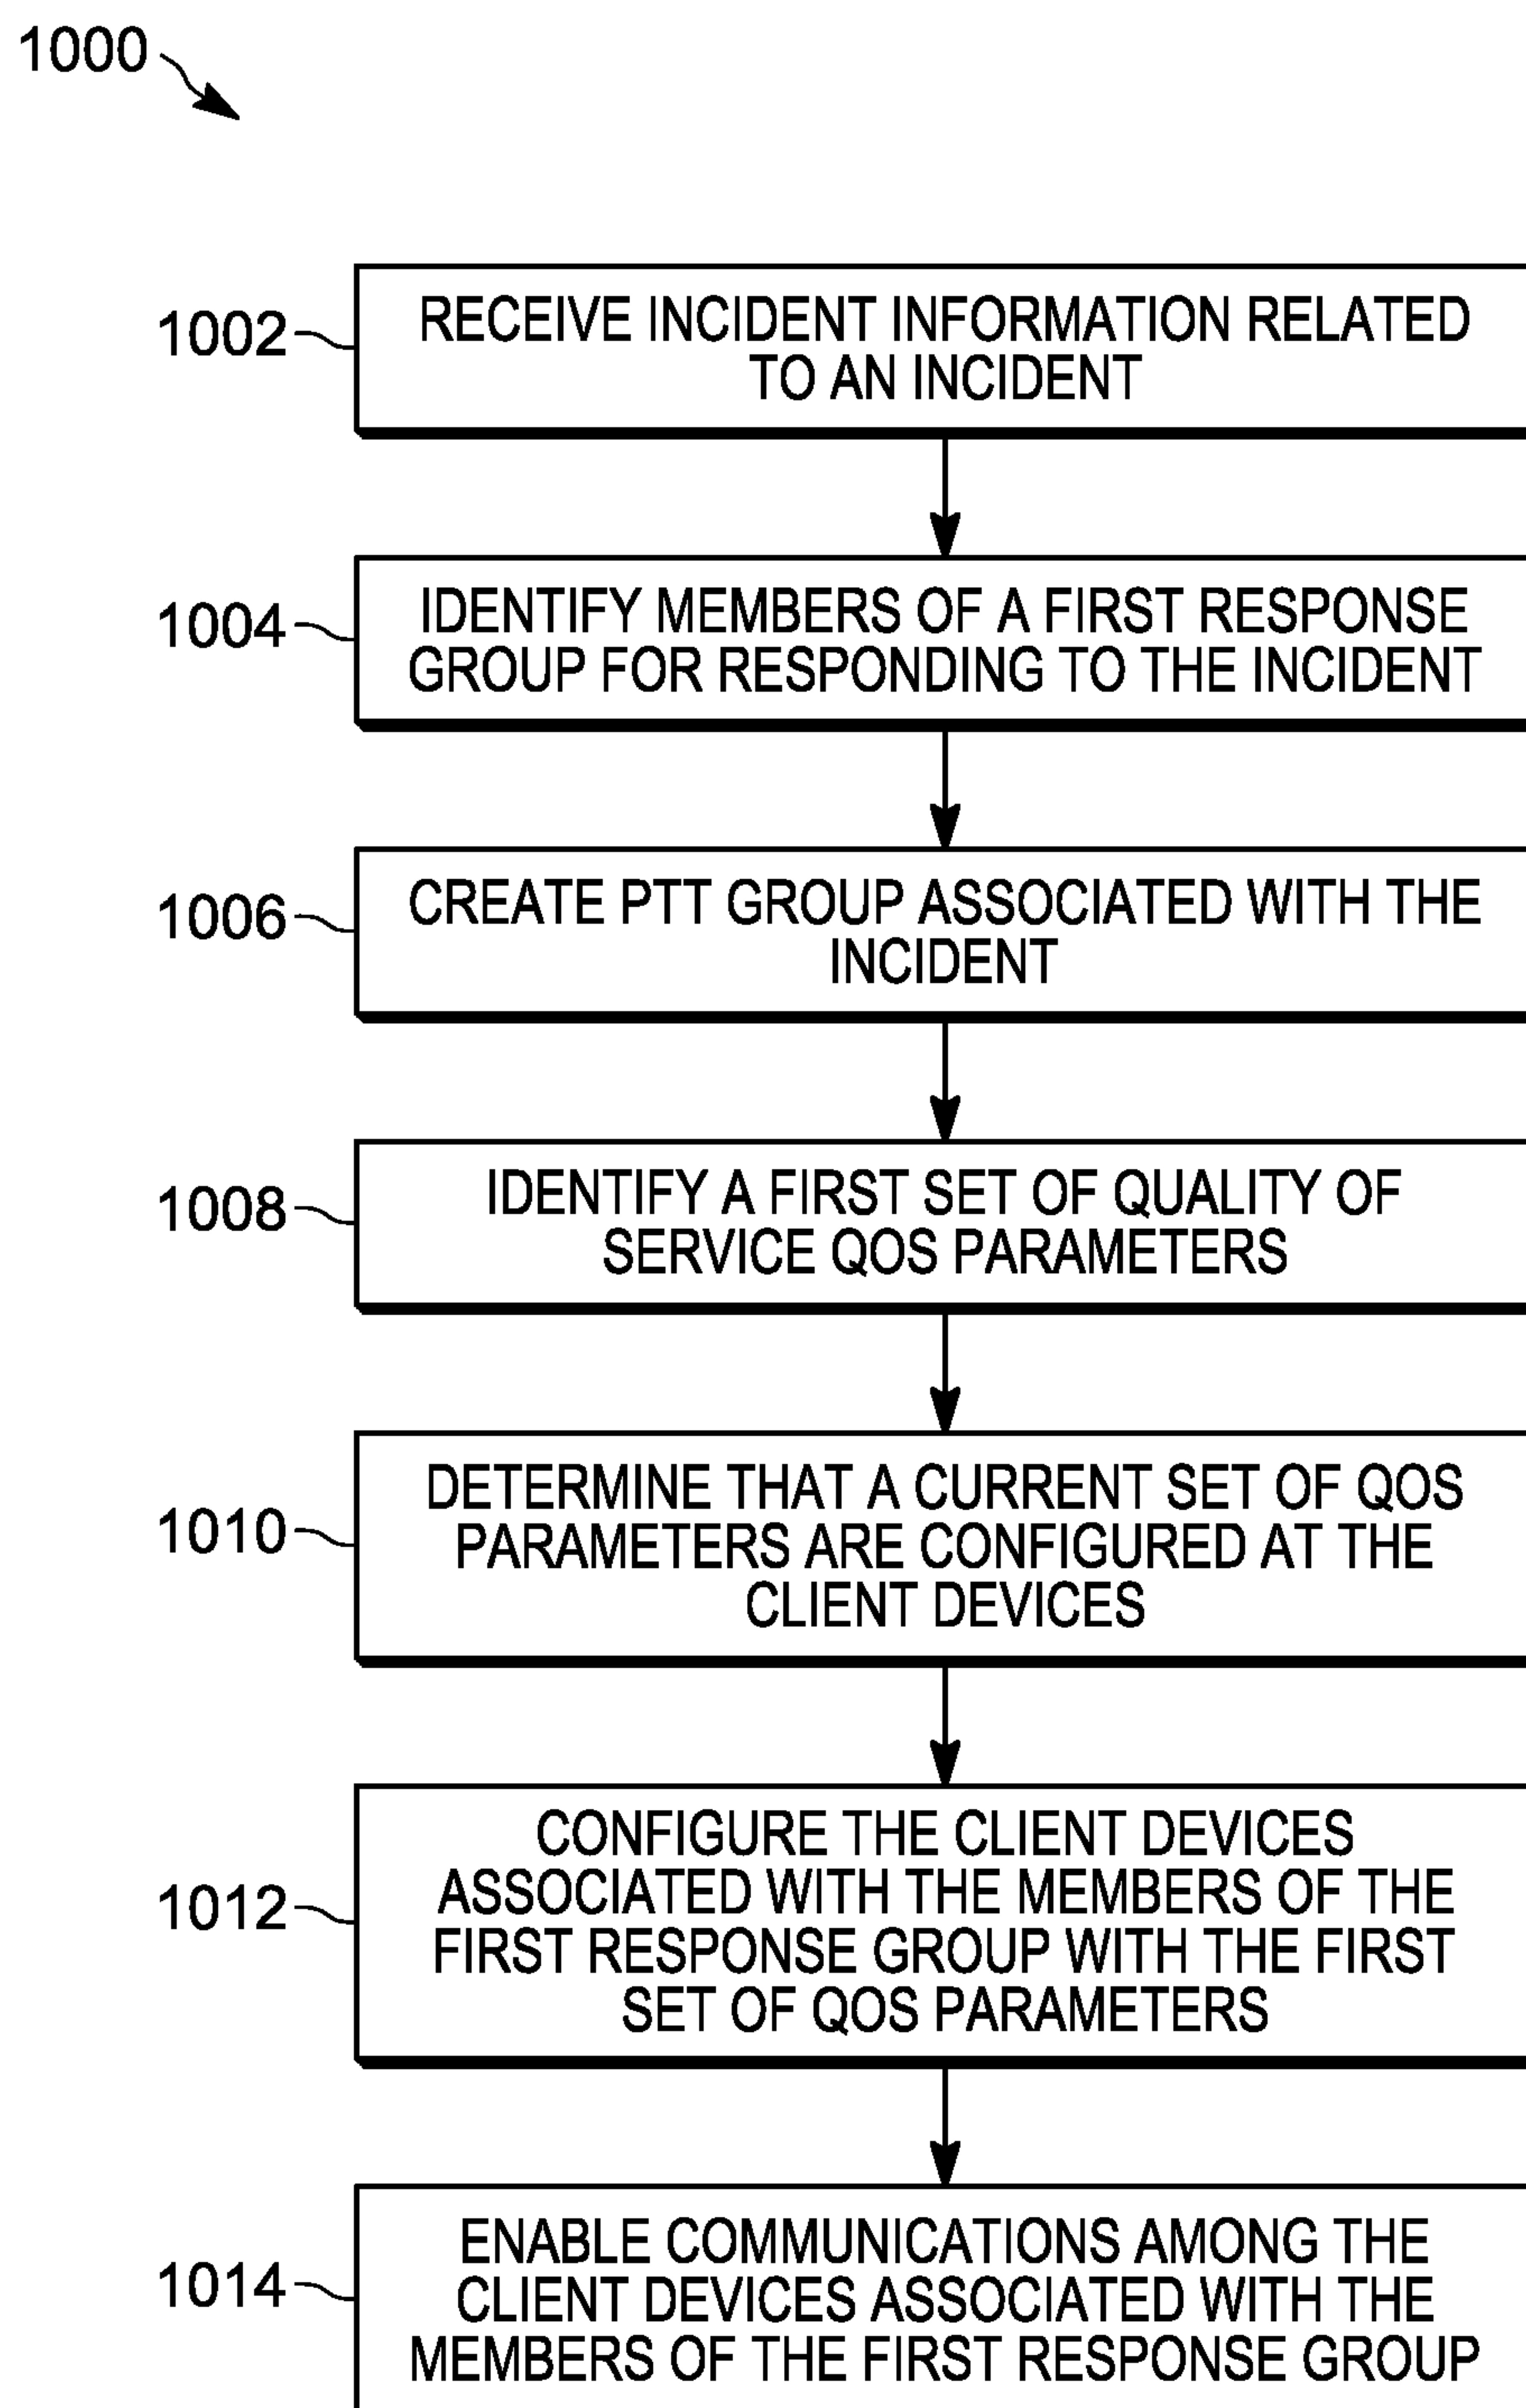 1000
1002
RECEIVE INCIDENT INFORMATION RELATED
TO AN INCIDENT
1004
IDENTIFY MEMBERS OF A FIRST RESPONSE
GROUP FOR RESPONDING TO THE INCIDENT
1006
CREATE PTT GROUP ASSOCIATED WITH THE
INCIDENT
1008
IDENTIFY A FIRST SET OF QUALITY OF
SERVICE QOS PARAMETERS
1010
DETERMINE THAT A CURRENT SET OF QOS
PARAMETERS ARE CONFIGURED AT THE
CLIENT DEVICES
1012
CONFIGURE THE CLIENT DEVICES
ASSOCIATED WITH THE MEMBERS OF THE
FIRST RESPONSE GROUP WITH THE FIRST
SET OF QOS PARAMETERS
1014
ENABLE COMMUNICATIONS AMONG THE
CLIENT DEVICES ASSOCIATED WITH THE
MEMBERS OF THE FIRST RESPONSE GROUP